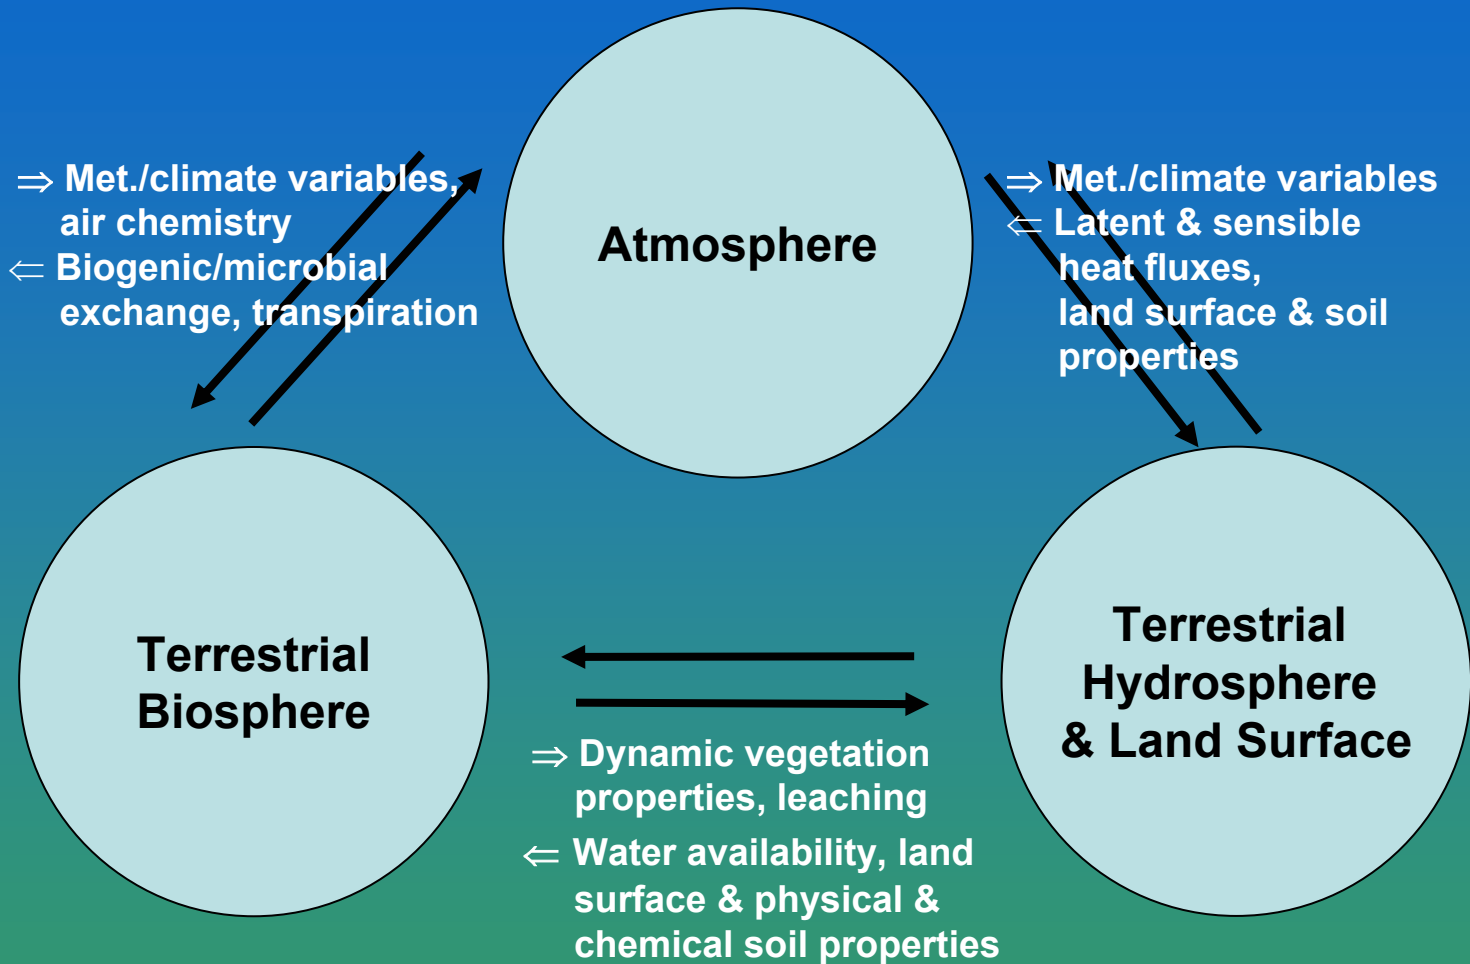 Atmosphere
⇒ Met./climate variables,
air chemistry
⇐ Biogenic/microbial
exchange, transpiration
⇒ Met./climate variables
⇐ Latent & sensible
heat fluxes,
land surface & soil
properties
Terrestrial
Biosphere
Terrestrial
Hydrosphere
& Land Surface
⇒ Dynamic vegetation
properties, leaching
⇐ Water availability, land
surface & physical &
chemical soil properties